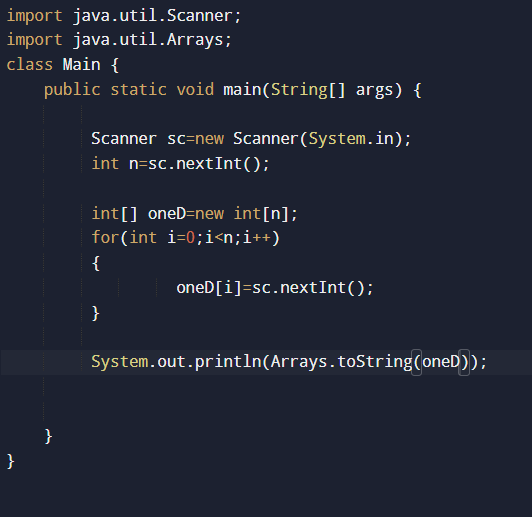 import java.util.Scanner;
import java.util.Arrays;
class Main {
    public static void main(String[] args) {
        Scanner sc=new Scanner(System.in);
        int n=sc.nextInt();
        int[] oneD=new int[n];
        for(int i=0;i<n;i++)
        {
                oneD[i]=sc.nextInt();
        }
        System.out.println(Arrays.toString(oneD));
    }
}